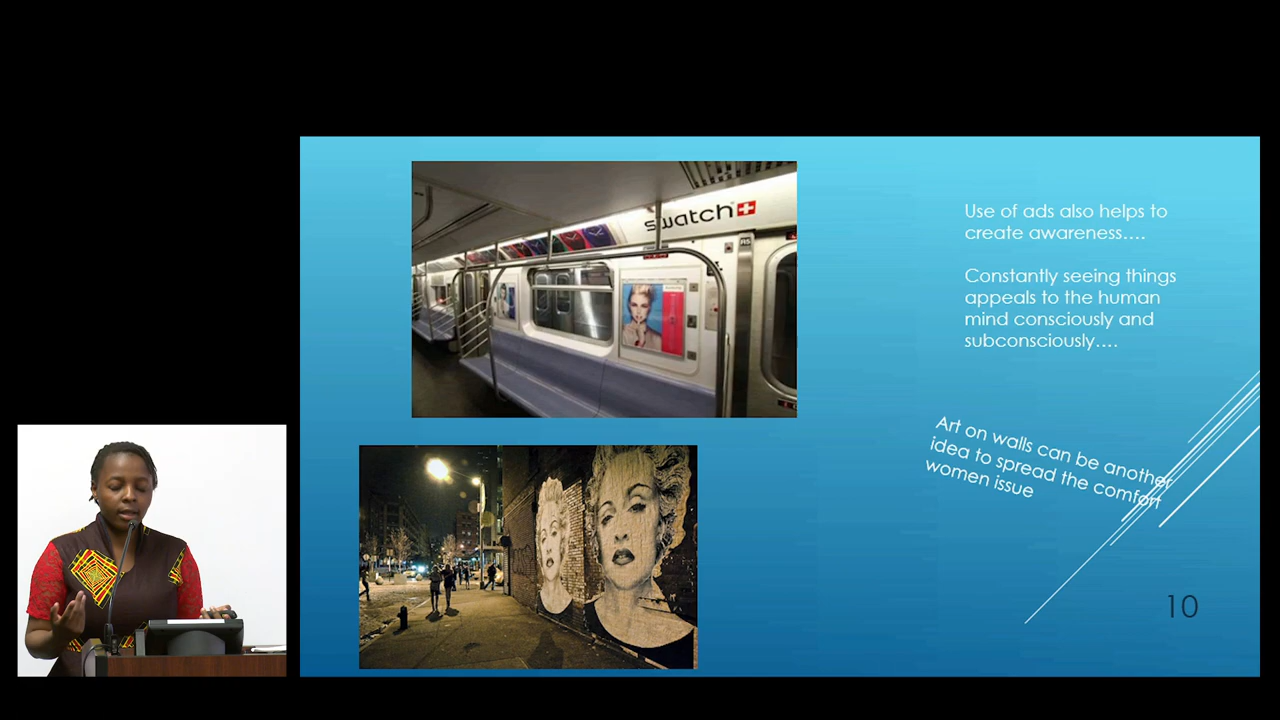 swatch
Use of ads also helps to
create awareness….
Constantly seeing things
appeals to the human
mind consciously and
subconsciously….
Art on walls can be another
idea to spread the comfort
women issue
10